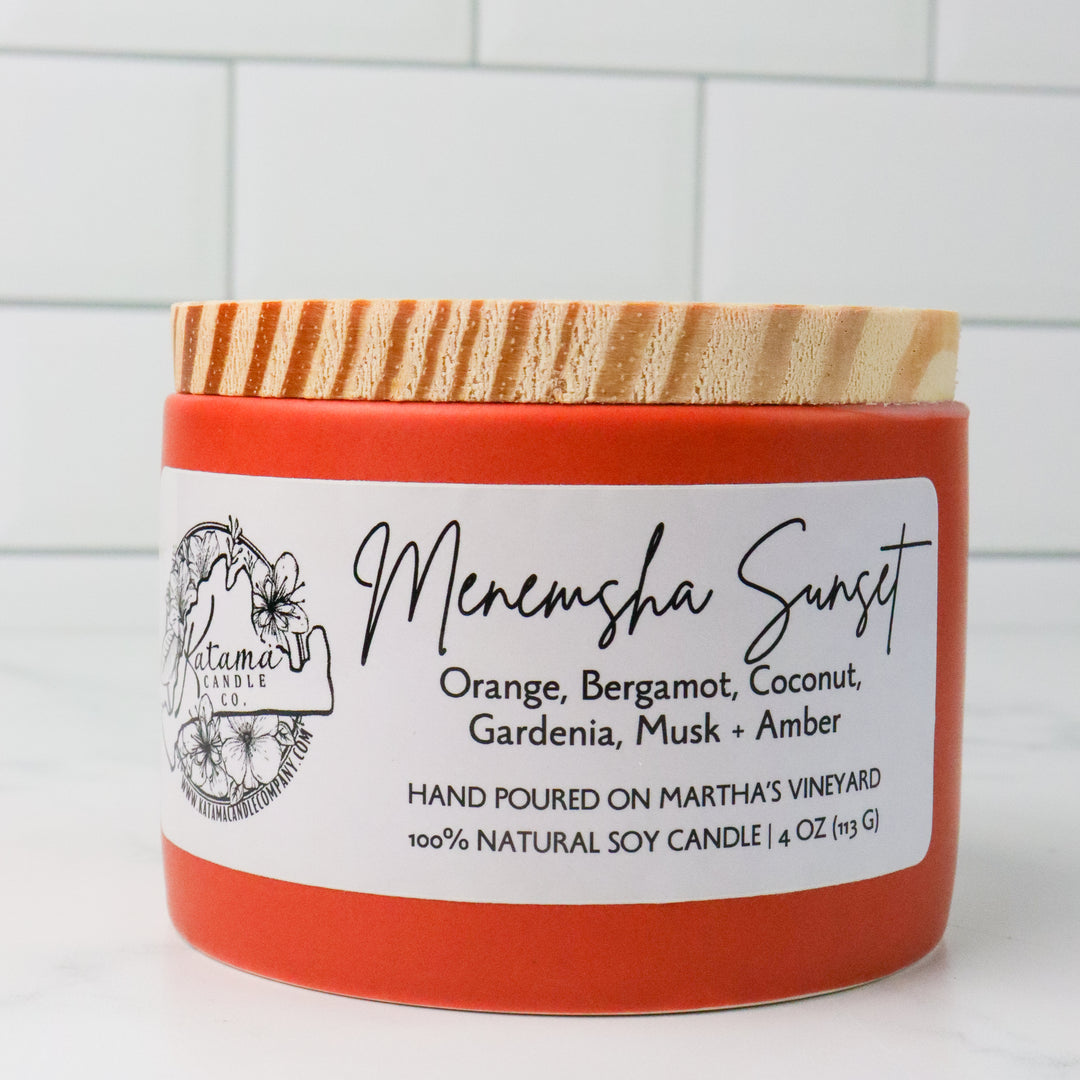 Katama
CANDLE
CO.
WWW.KATAMACANDLECOMPANY.COM
Menemsha Sunset
Orange, Bergamot, Coconut,
Gardenia, Musk + Amber
HAND POURED ON MARTHA'S VINEYARD
100% NATURAL SOY CANDLE | 4 OZ (113 G)